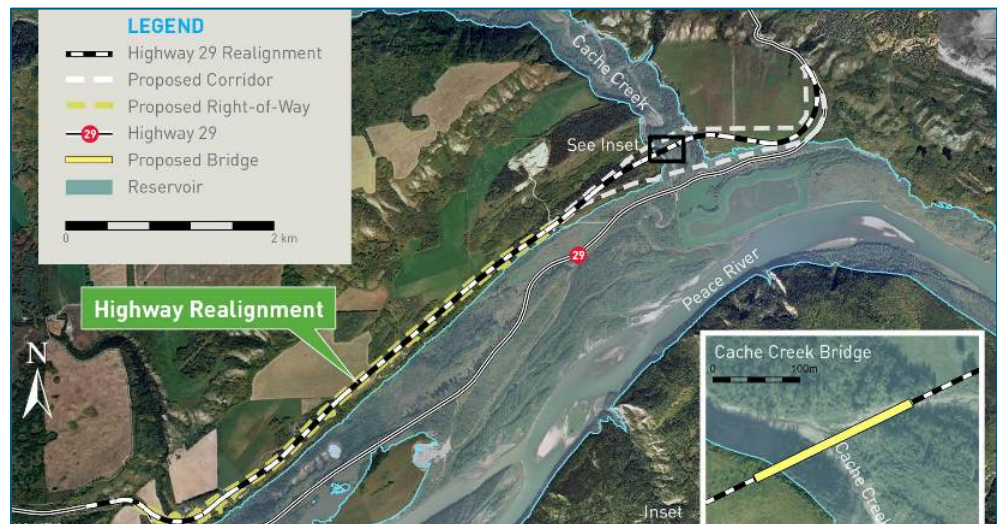 LEGEND
Highway 29 Realignment
Proposed Corridor
Proposed Right-of-Way
29
Highway 29
Proposed Bridge
Reservoir
0
2 km
Cache Creek
See Inset
29
Peace River
Highway Realignment
N
Cache Creek Bridge
0
100m
Cache Creek
Inset